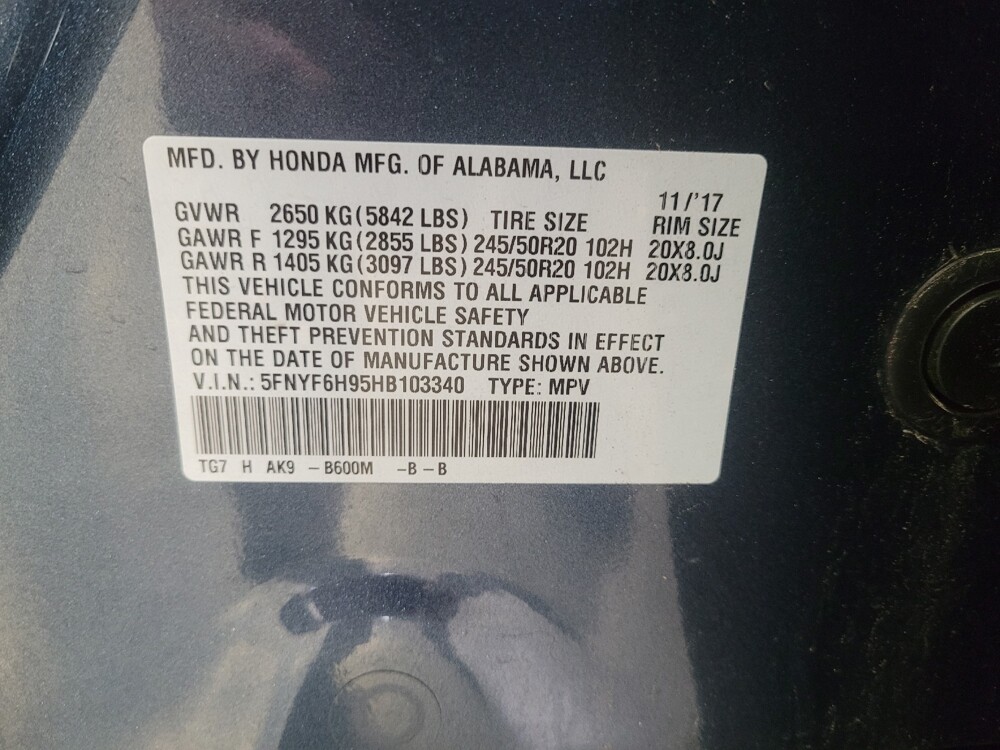 MFD. BY HONDA MFG. OF ALABAMA, LLC
11/'17
GVWR 2650 KG(5842 LBS) TIRE SIZE RIM SIZE
GAWR F 1295 KG(2855 LBS) 245/50R20 102H 20X8.0J
GAWR R 1405 KG(3097 LBS) 245/50R20 102H 20X8.0J
THIS VEHICLE CONFORMS TO ALL APPLICABLE
FEDERAL MOTOR VEHICLE SAFETY
AND THEFT PREVENTION STANDARDS IN EFFECT
ON THE DATE OF MANUFACTURE SHOWN ABOVE.
V.I.N.: 5FNYF6H95HB103340 TYPE: MPV
TG7 H AK9 -B600M -B-B